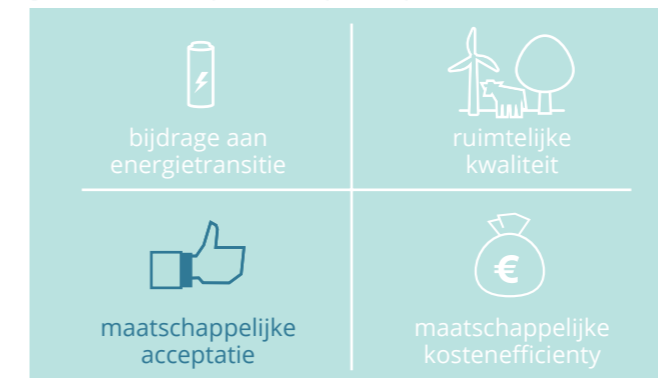 bijdrage aan
energietransitie
ruimtelijke
kwaliteit
maatschappelijke
acceptatie
€
maatschappelijke
kostenefficienty